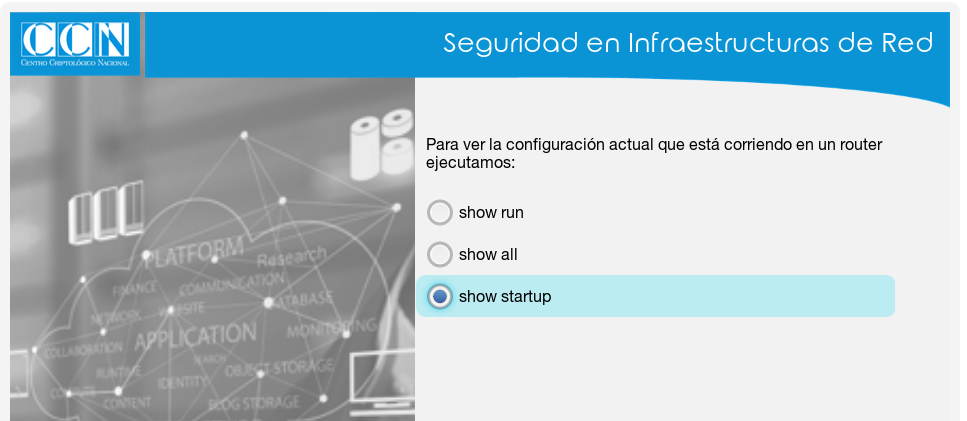 CCN
CENTRO CRIPTOLÓGICO NACIONAL
Seguridad en Infraestructuras de Red
Para ver la configuración actual que está corriendo en un router
ejecutamos:
show run
show all
show startup
PLATFORM
Research
FINANCE
COMMUNICATION
DATABASE
NETWORK
WEBSITE
APPLICATION
MONITORING
COLLABORATION
SEARCH
RUNTIME
IDENTITY
OBJECT STORAGE
COMPUTE
CONTENT
BLOG STORAGE